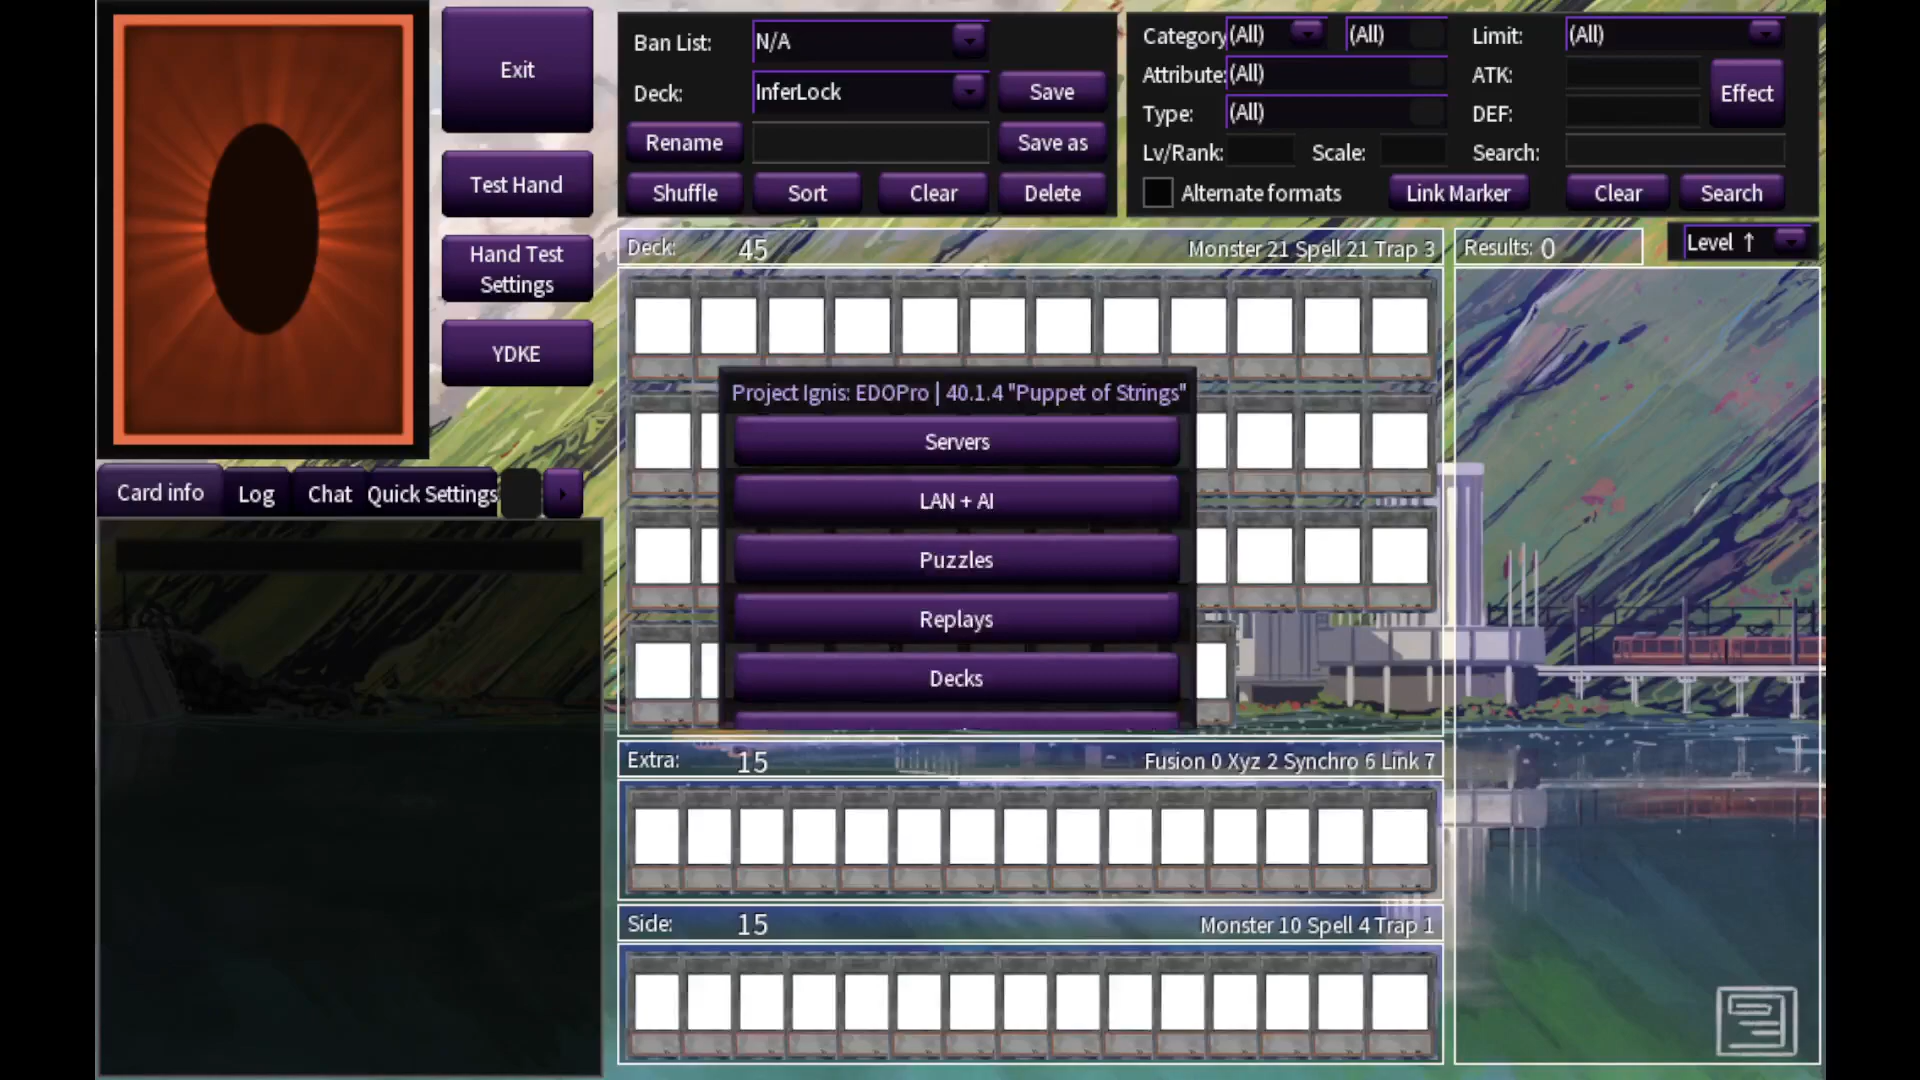 Exit
Test Hand
Hand Test
Settings
YDKE
Ban List: N/A
Deck: InferLock Save
Rename Save as
Shuffle Sort Clear Delete
Category (All) (All) Limit: (All)
Attribute: (All) ATK:
Type: (All) DEF: Effect
Lv/Rank: Scale: Search:
Alternate formats Link Marker Clear Search
Deck: 45 Monster 21 Spell 21 Trap 3
Results: 0 Level ↑
Card info Log Chat Quick Settings
Project Ignis: EDOPro | 40.1.4 "Puppet of Strings"
Servers
LAN + AI
Puzzles
Replays
Decks
Extra: 15 Fusion 0 Xyz 2 Synchro 6 Link 7
Side: 15 Monster 10 Spell 4 Trap 1